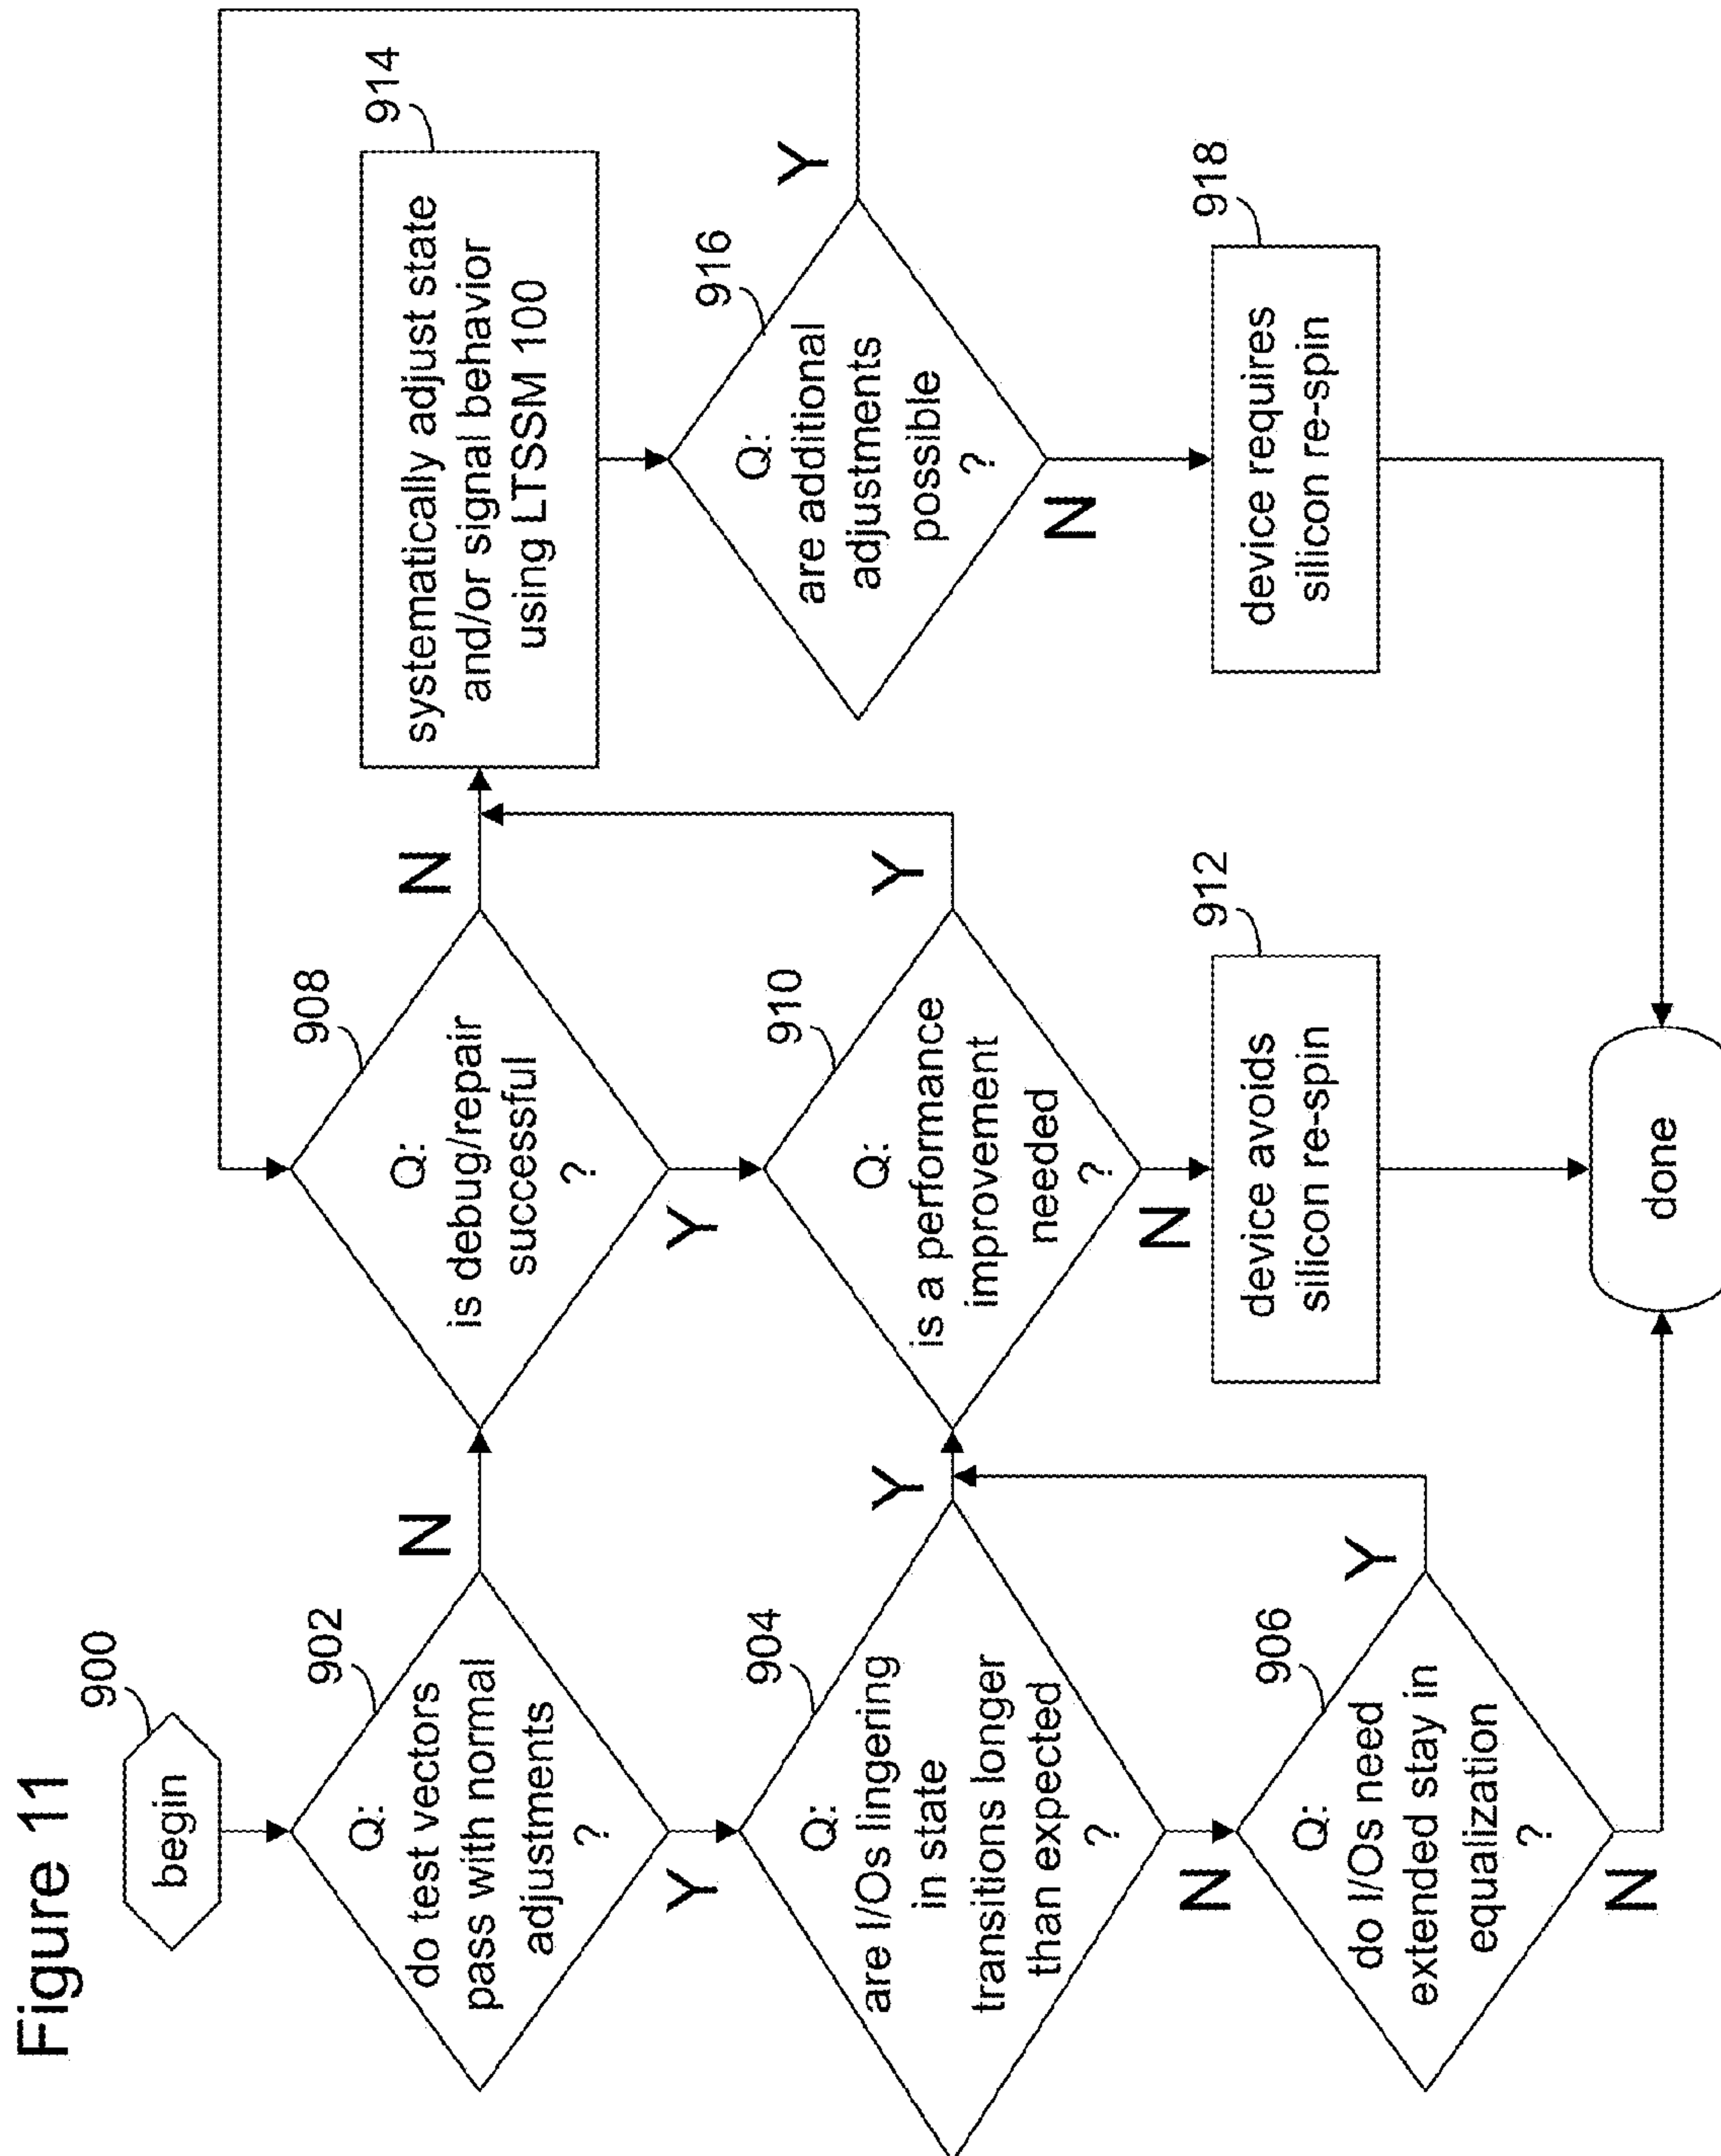 Figure 11
900
begin
902
Q:
do test vectors
pass with normal
adjustments
?
N
Y
904
Q:
are I/Os lingering
in state
transitions longer
than expected
?
Y
N
906
Q:
do I/Os need
extended stay in
equalization
?
Y
N
908
Q:
is debug/repair
successful
?
N
Y
910
Q:
is a performance
improvement
needed
?
Y
N
912
device avoids
silicon re-spin
914
systematically adjust state
and/or signal behavior
using LTSSM 100
916
Q:
are additional
adjustments
possible
?
Y
N
918
device requires
silicon re-spin
done